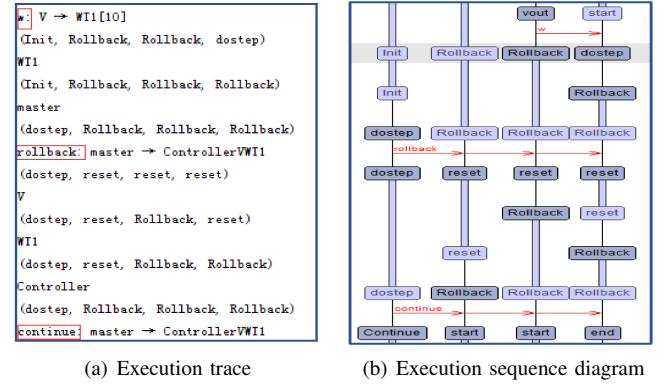 w: V → WT1[10]
(Init, Rollback, Rollback, dostep)
WT1
(Init, Rollback, Rollback, Rollback)
master
(dostep, Rollback, Rollback, Rollback)
rollback: master → ControllerVWT1
(dostep, reset, reset, reset)
V
(dostep, reset, Rollback, reset)
WT1
(dostep, reset, Rollback, Rollback)
Controller
(dostep, Rollback, Rollback, Rollback)
continue: master → ControllerVWT1
(a) Execution trace
vout start
w
Init Rollback Rollback dostep
Init Rollback
dostep Rollback Rollback Rollback
rollback
dostep reset reset reset
Rollback reset
reset Rollback
dostep Rollback Rollback Rollback
continue
Continue start start end
(b) Execution sequence diagram